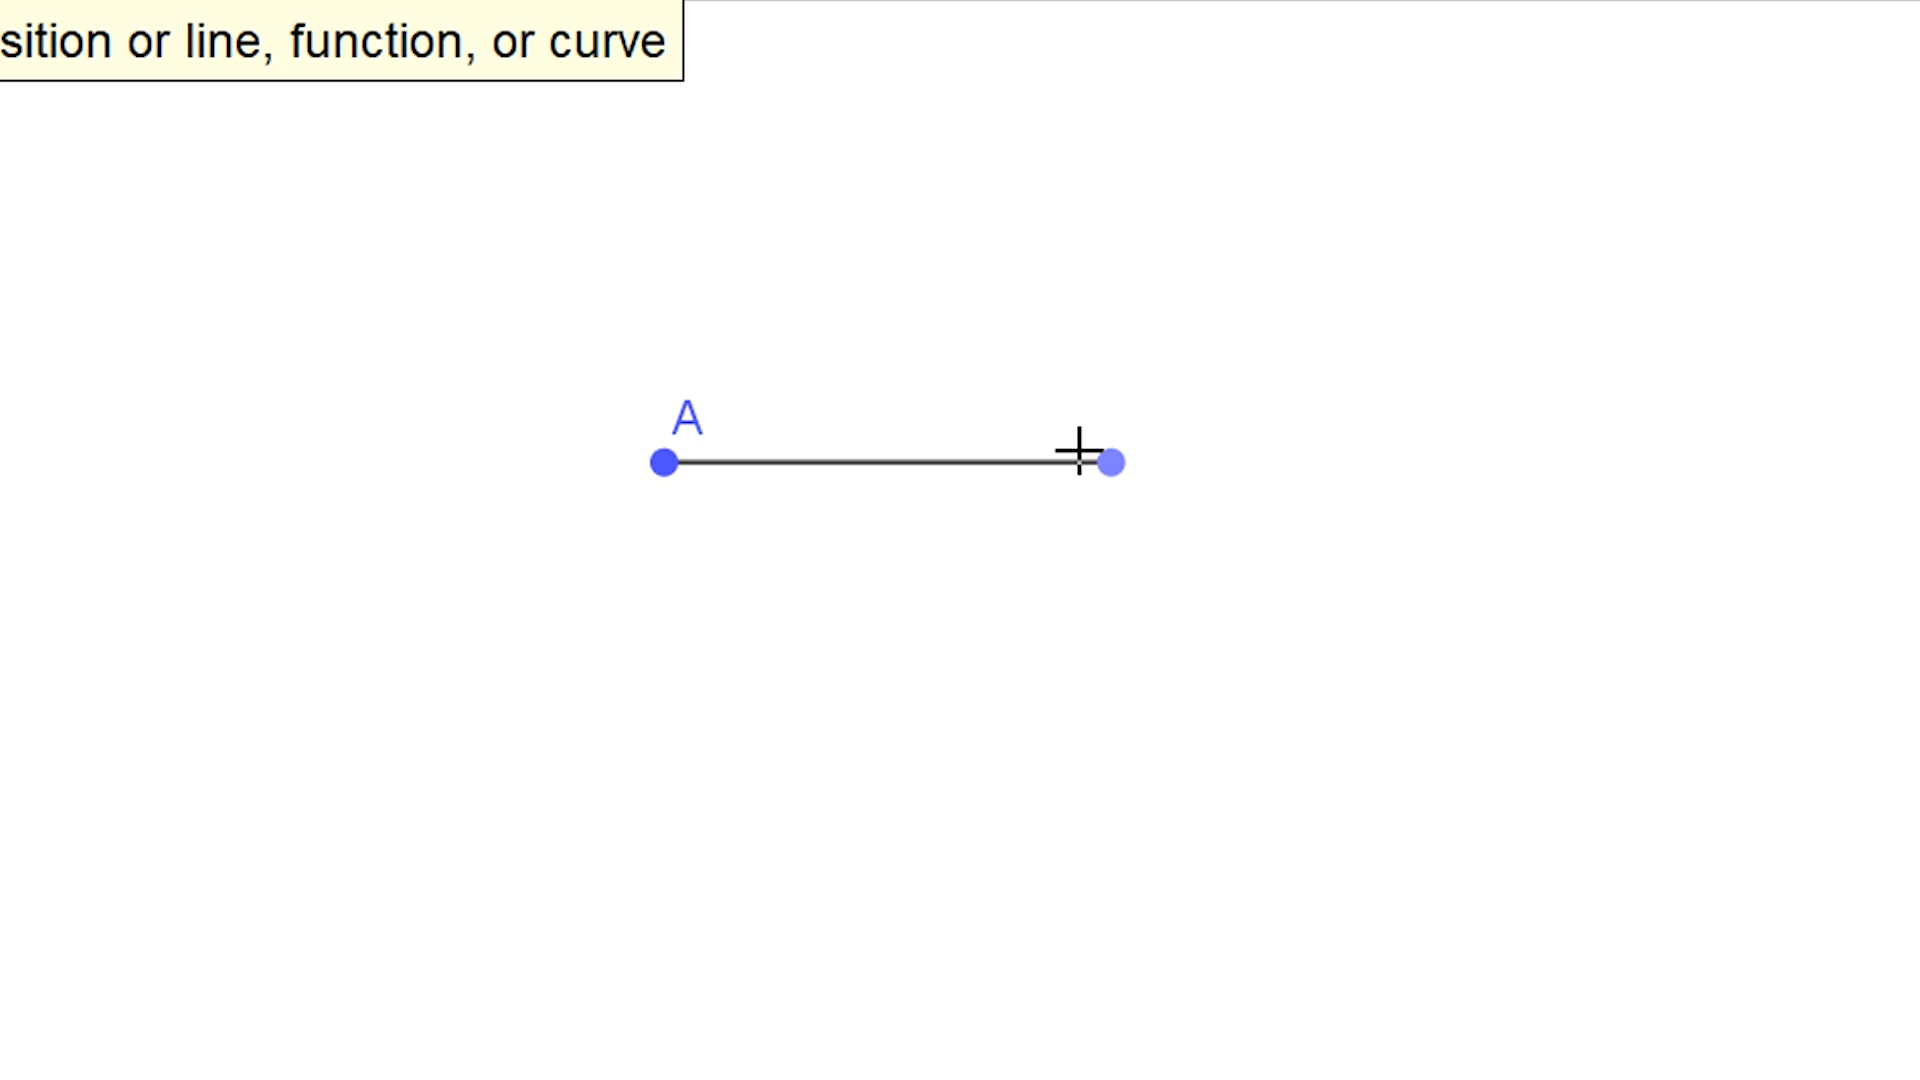 sition or line, function, or curve
A